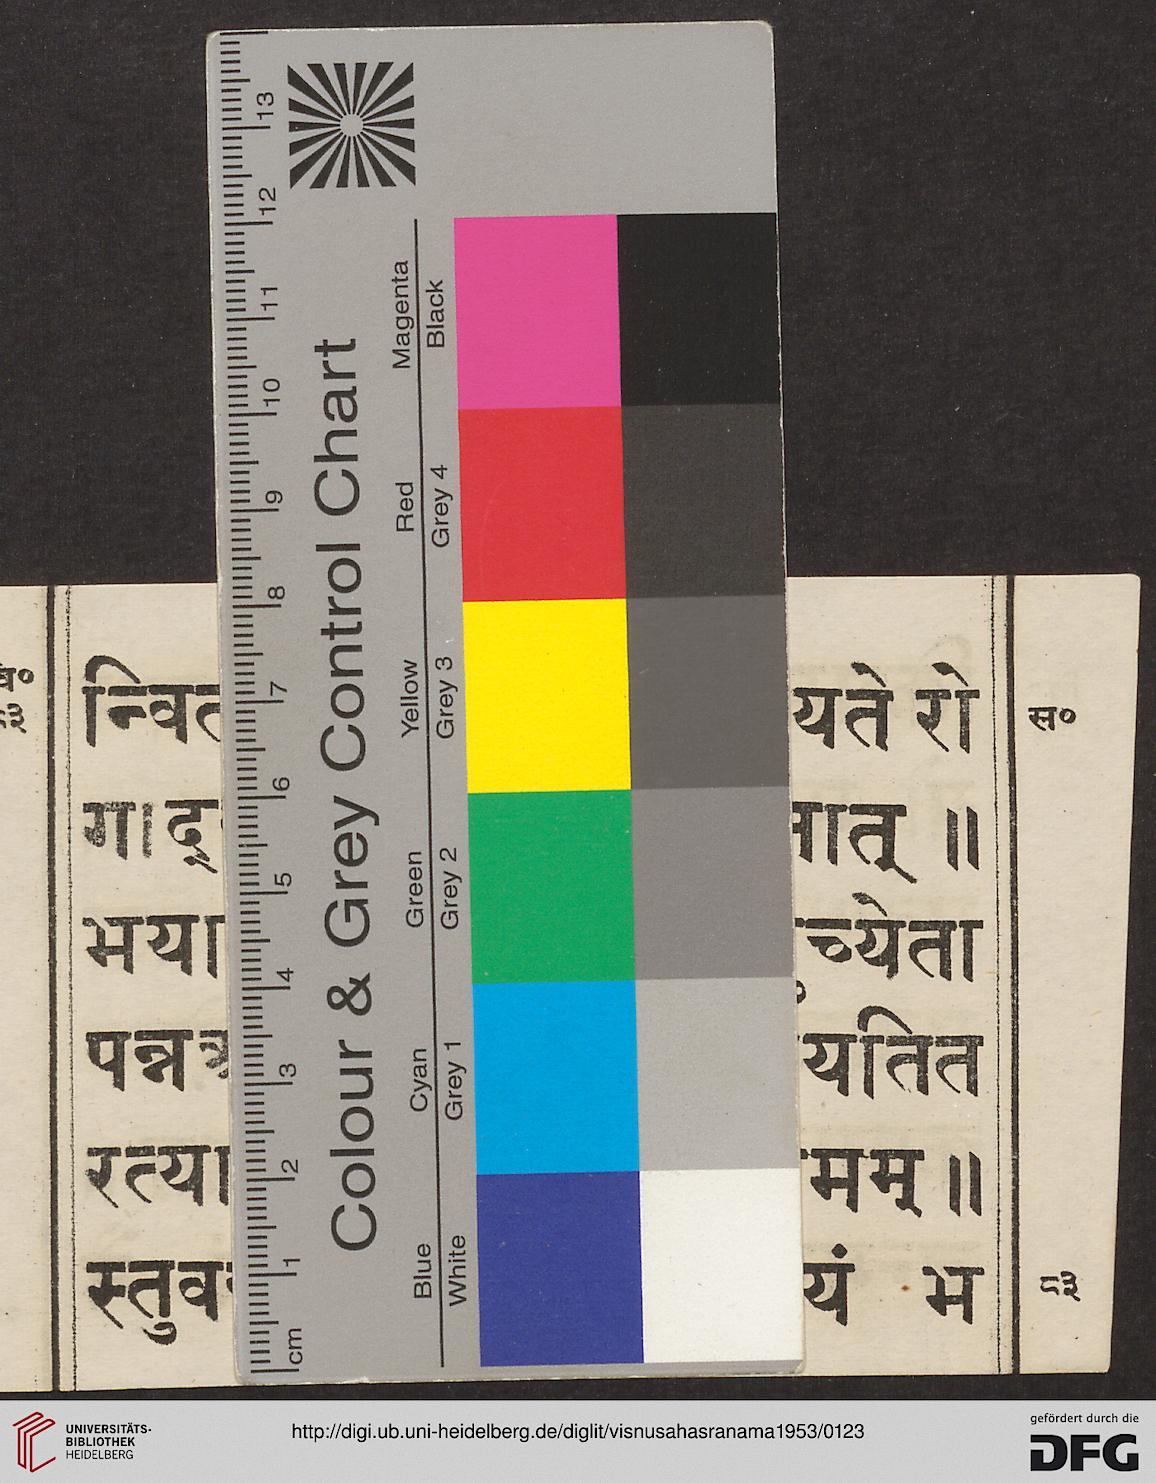 13
12
11
10
9
8
7
6
5
4
3
2
1
cm
Colour & Grey Control Chart
Magenta
Red
Yellow
Green
Cyan
Blue
Black
Grey 4
Grey 3
Grey 2
Grey 1
White
न्वित यते रो
गाद्
भया च्येता
पन्न यतित
रत्या मम् ॥
स्तुव यं भ
स०
८३
UNIVERSITÄTS-
BIBLIOTHEK
HEIDELBERG
http://digi.ub.uni-heidelberg.de/diglit/visnusahasranama1953/0123
gefördert durch die
DFG